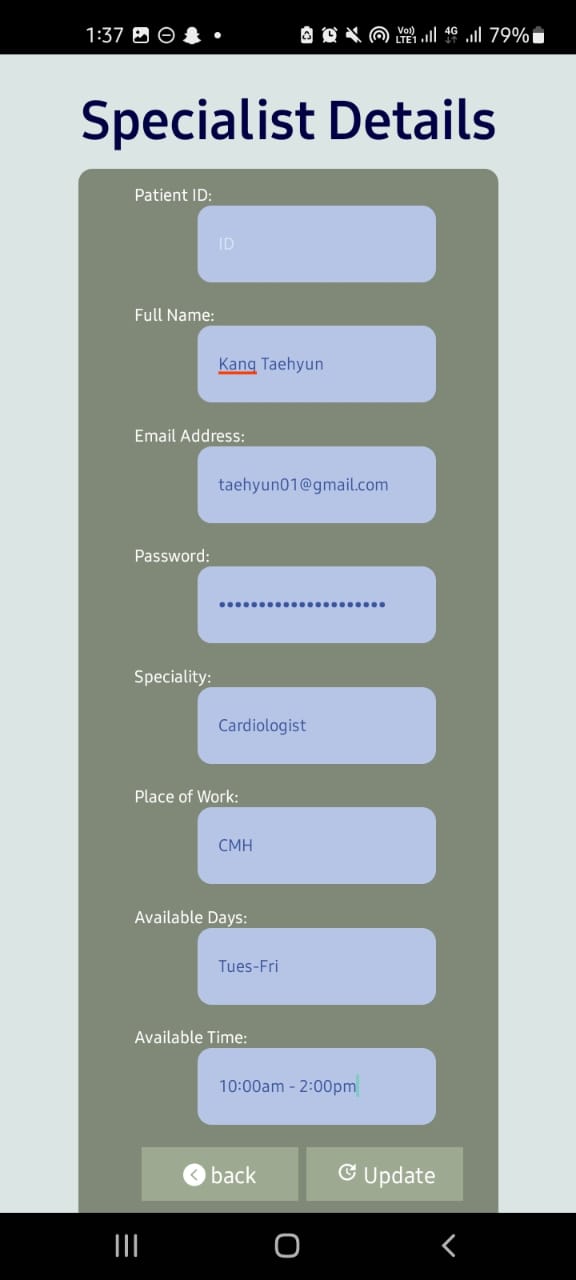 1:37
Vo)) LTE1 4G 79%
Specialist Details
Patient ID:
ID
Full Name:
Kang Taehyun
Email Address:
taehyun01@gmail.com
Password:
•••••••••••••••••••••
Speciality:
Cardiologist
Place of Work:
CMH
Available Days:
Tues-Fri
Available Time:
10:00am - 2:00pm
back
Update